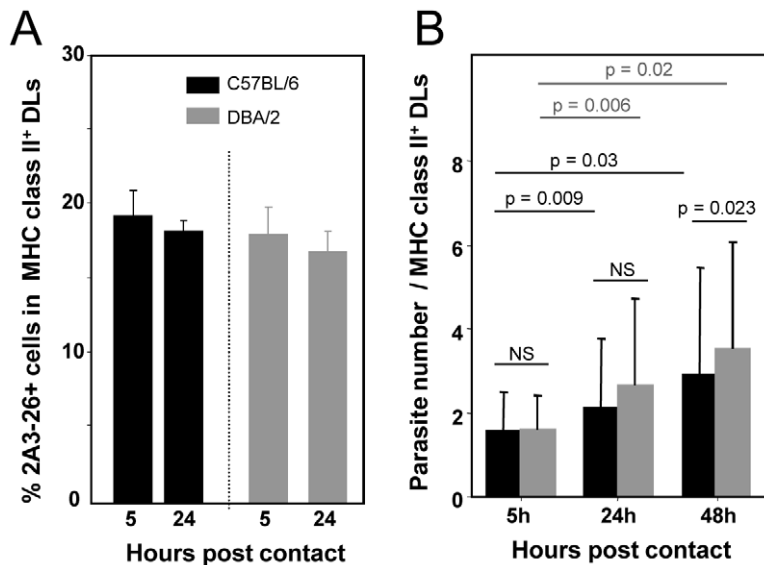 A
% 2A3-26+ cells in MHC class II⁺ DLs
30
20
10
0
C57BL/6
DBA/2
5 24 5 24
Hours post contact
B
Parasite number / MHC class II⁺ DLs
8
6
4
2
0
p = 0.02
p = 0.006
p = 0.03
p = 0.009
p = 0.023
NS
NS
5h 24h 48h
Hours post contact